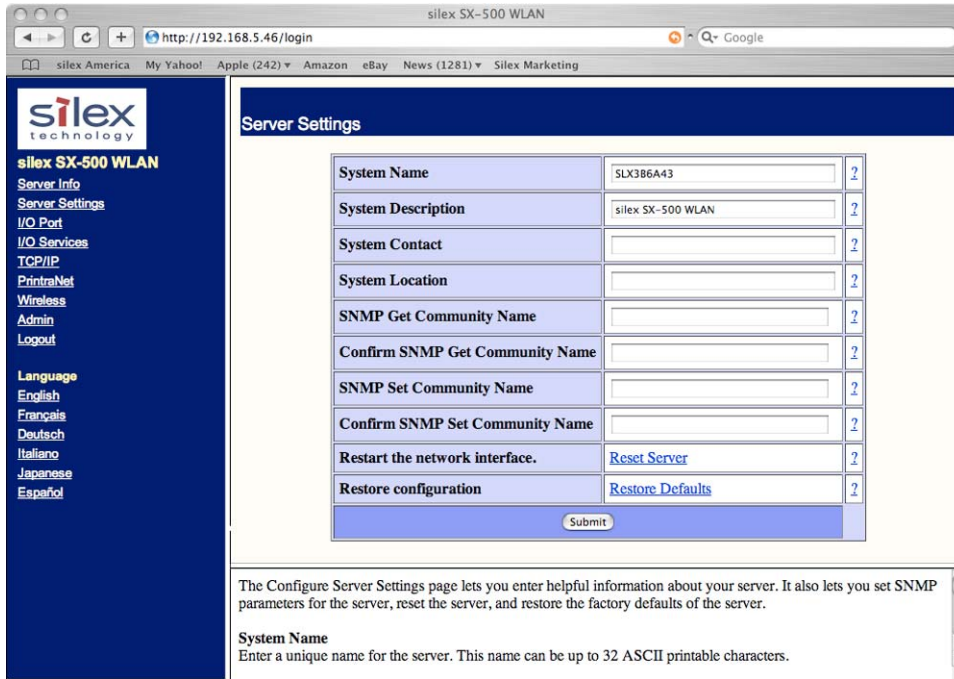 silex SX-500 WLAN
http://192.168.5.46/login
Google
silex America My Yahoo! Apple (242) Amazon eBay News (1281) Silex Marketing
silex
technology
silex SX-500 WLAN
Server Info
Server Settings
I/O Port
I/O Services
TCP/IP
PrintraNet
Wireless
Admin
Logout
Language
English
Français
Deutsch
Italiano
Japanese
Español
Server Settings
System Name SLX3B6A43 ?
System Description silex SX-500 WLAN ?
System Contact ?
System Location ?
SNMP Get Community Name ?
Confirm SNMP Get Community Name ?
SNMP Set Community Name ?
Confirm SNMP Set Community Name ?
Restart the network interface. Reset Server ?
Restore configuration Restore Defaults ?
Submit
The Configure Server Settings page lets you enter helpful information about your server. It also lets you set SNMP
parameters for the server, reset the server, and restore the factory defaults of the server.
System Name
Enter a unique name for the server. This name can be up to 32 ASCII printable characters.